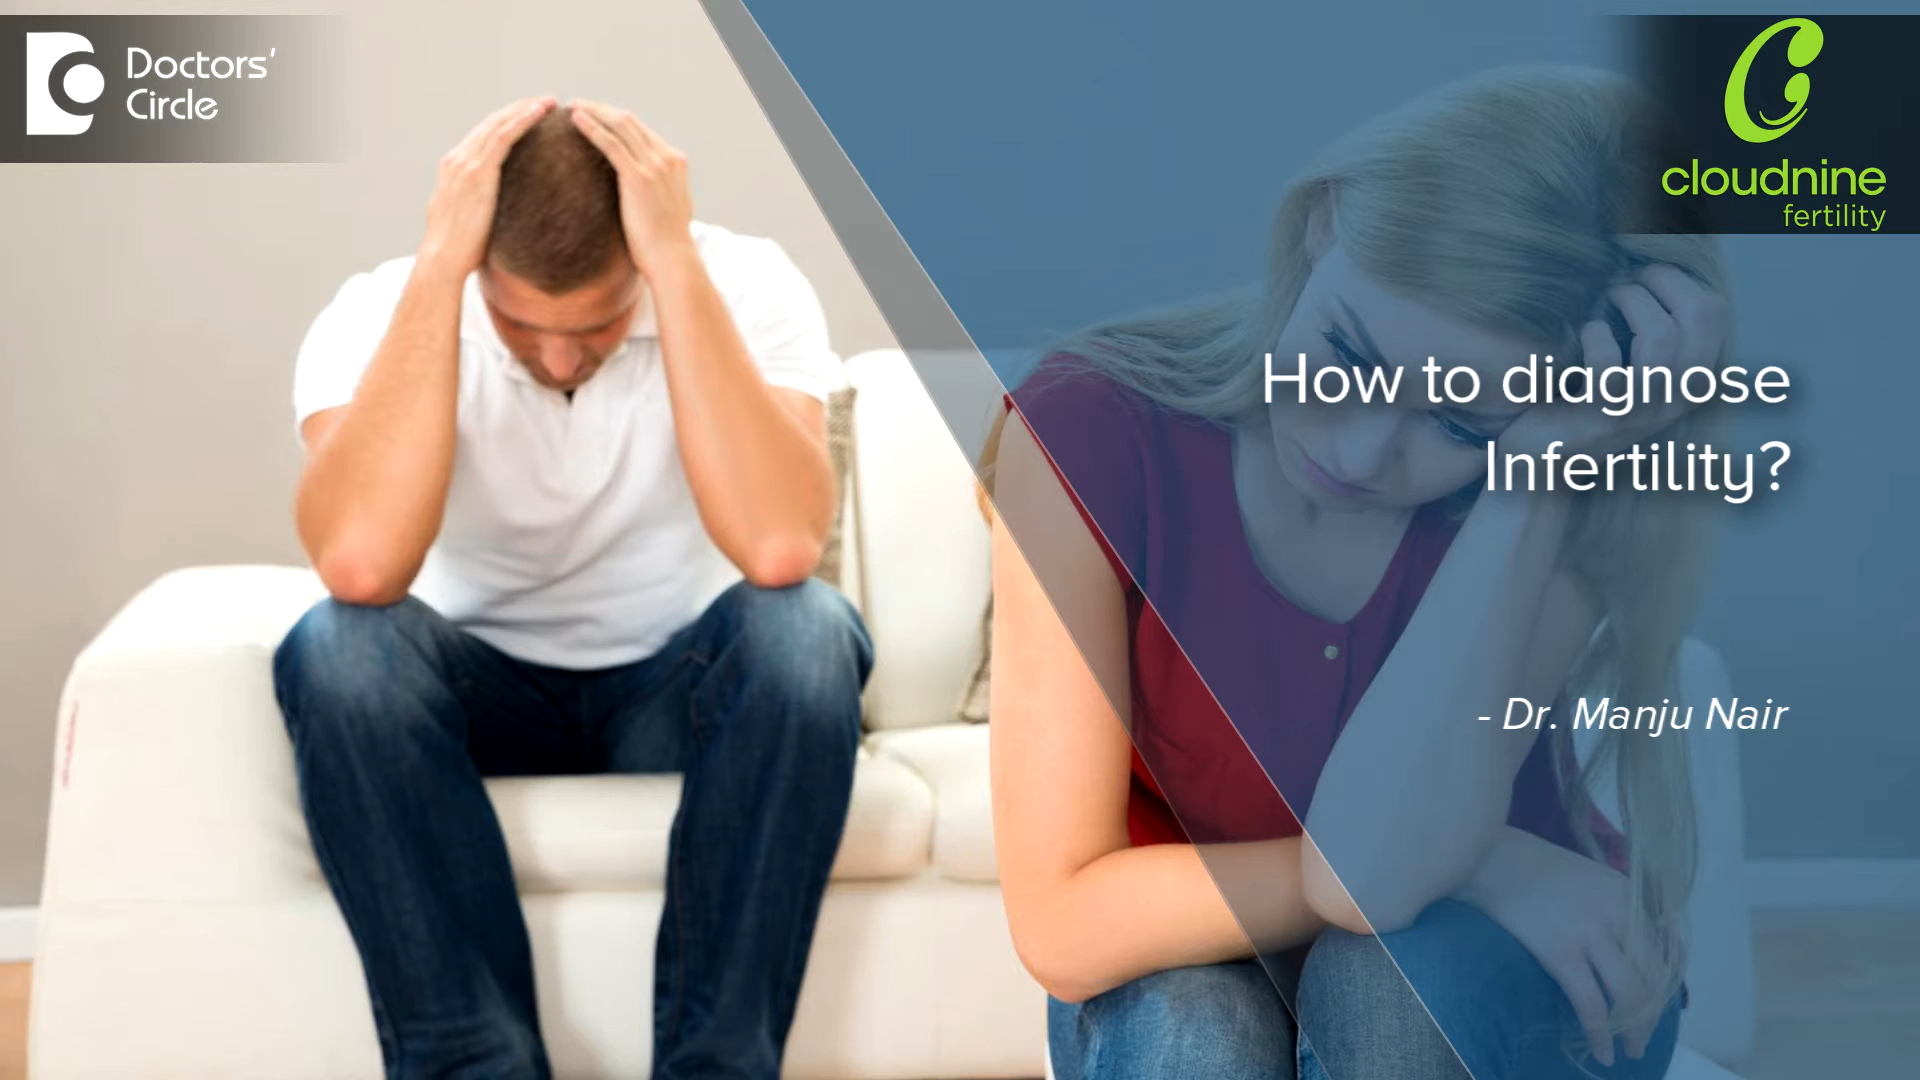 Doctors'
Circle
cloudnine
fertility
How to diagnose
Infertility?
- Dr. Manju Nair